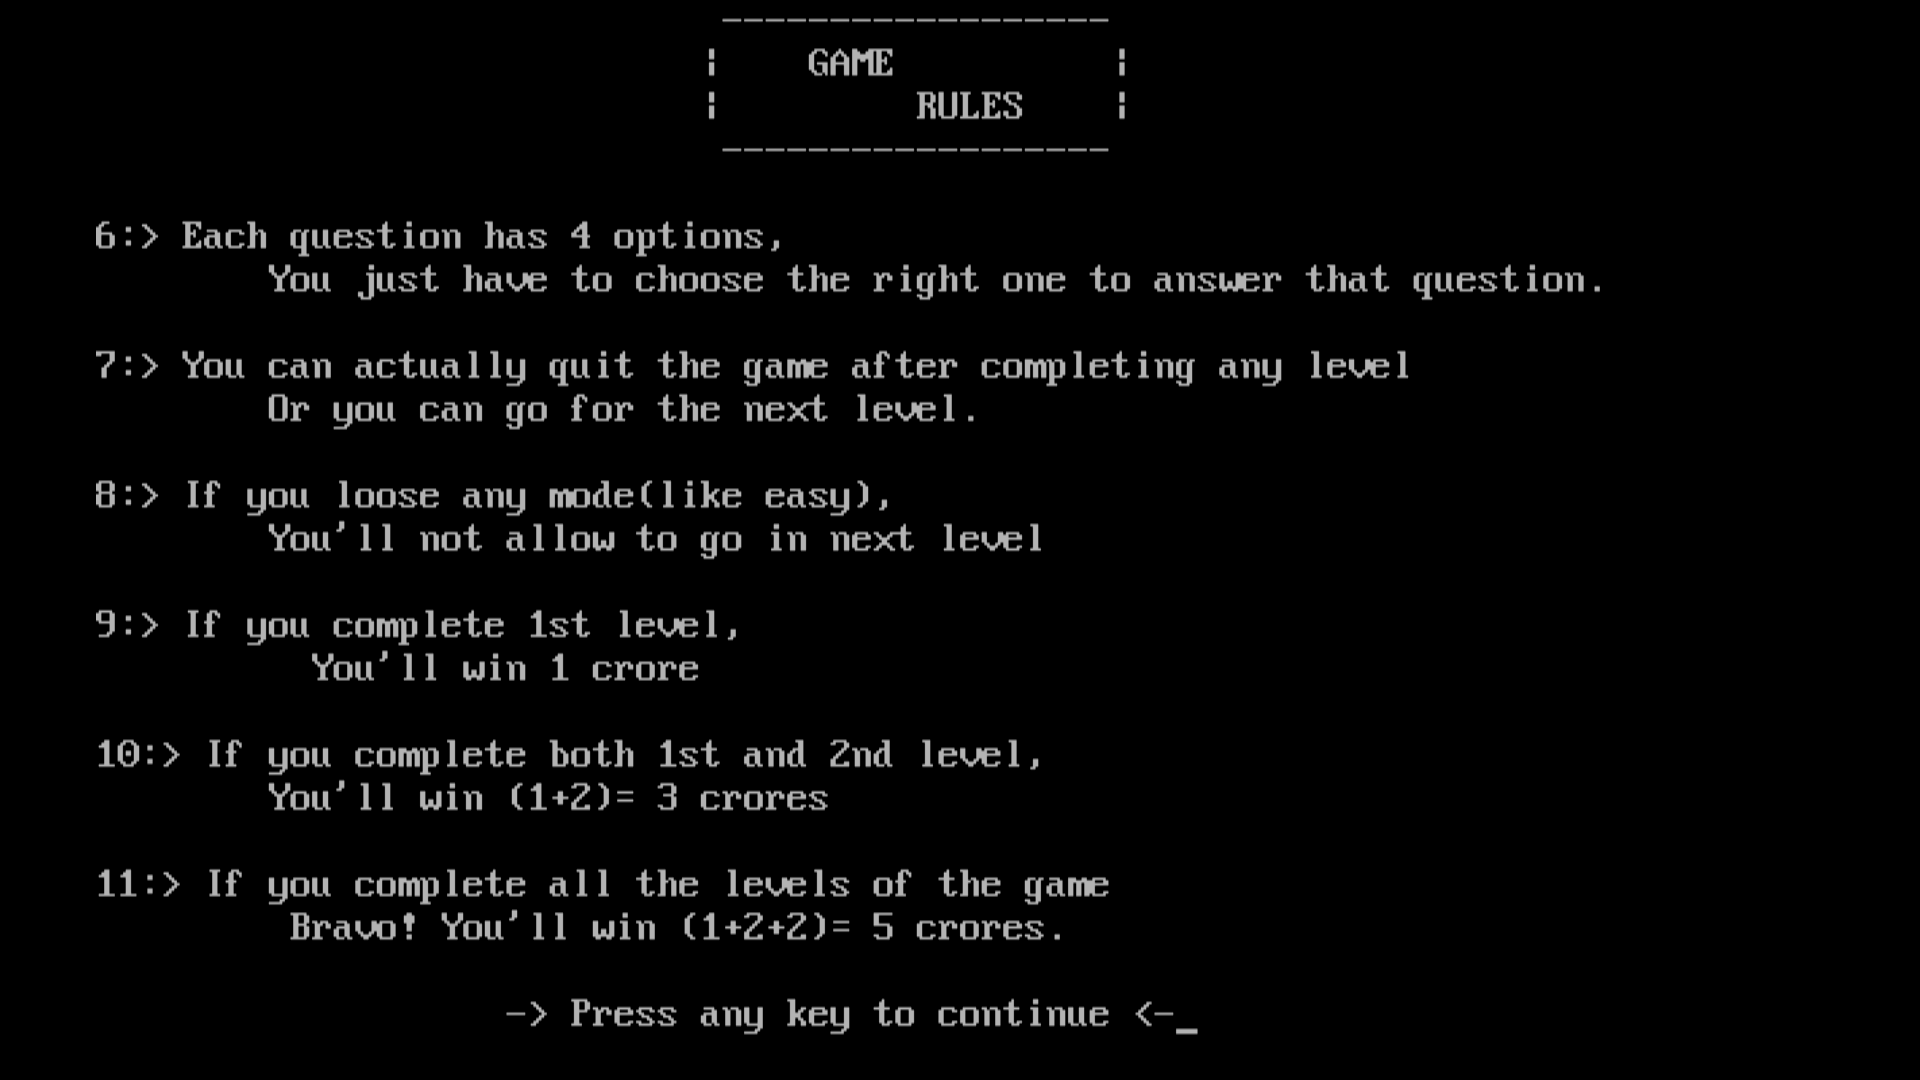 ------------------
|    GAME          |
|         RULES    |
------------------
6:> Each question has 4 options,
You just have to choose the right one to answer that question.
7:> You can actually quit the game after completing any level
Or you can go for the next level.
8:> If you loose any mode(like easy),
You'll not allow to go in next level
9:> If you complete 1st level,
You'll win 1 crore
10:> If you complete both 1st and 2nd level,
You'll win (1+2)= 3 crores
11:> If you complete all the levels of the game
Bravo! You'll win (1+2+2)= 5 crores.
-> Press any key to continue <-_